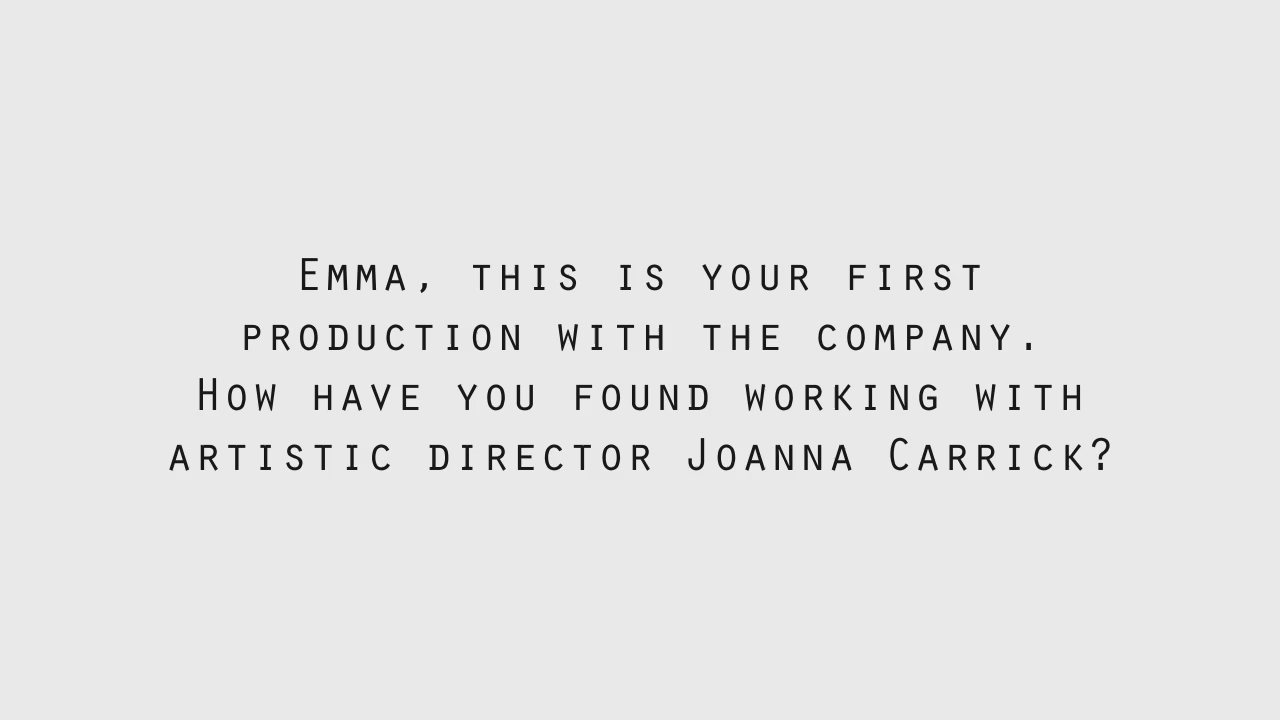 Emma, this is your first
production with the company.
How have you found working with
artistic director Joanna Carrick?